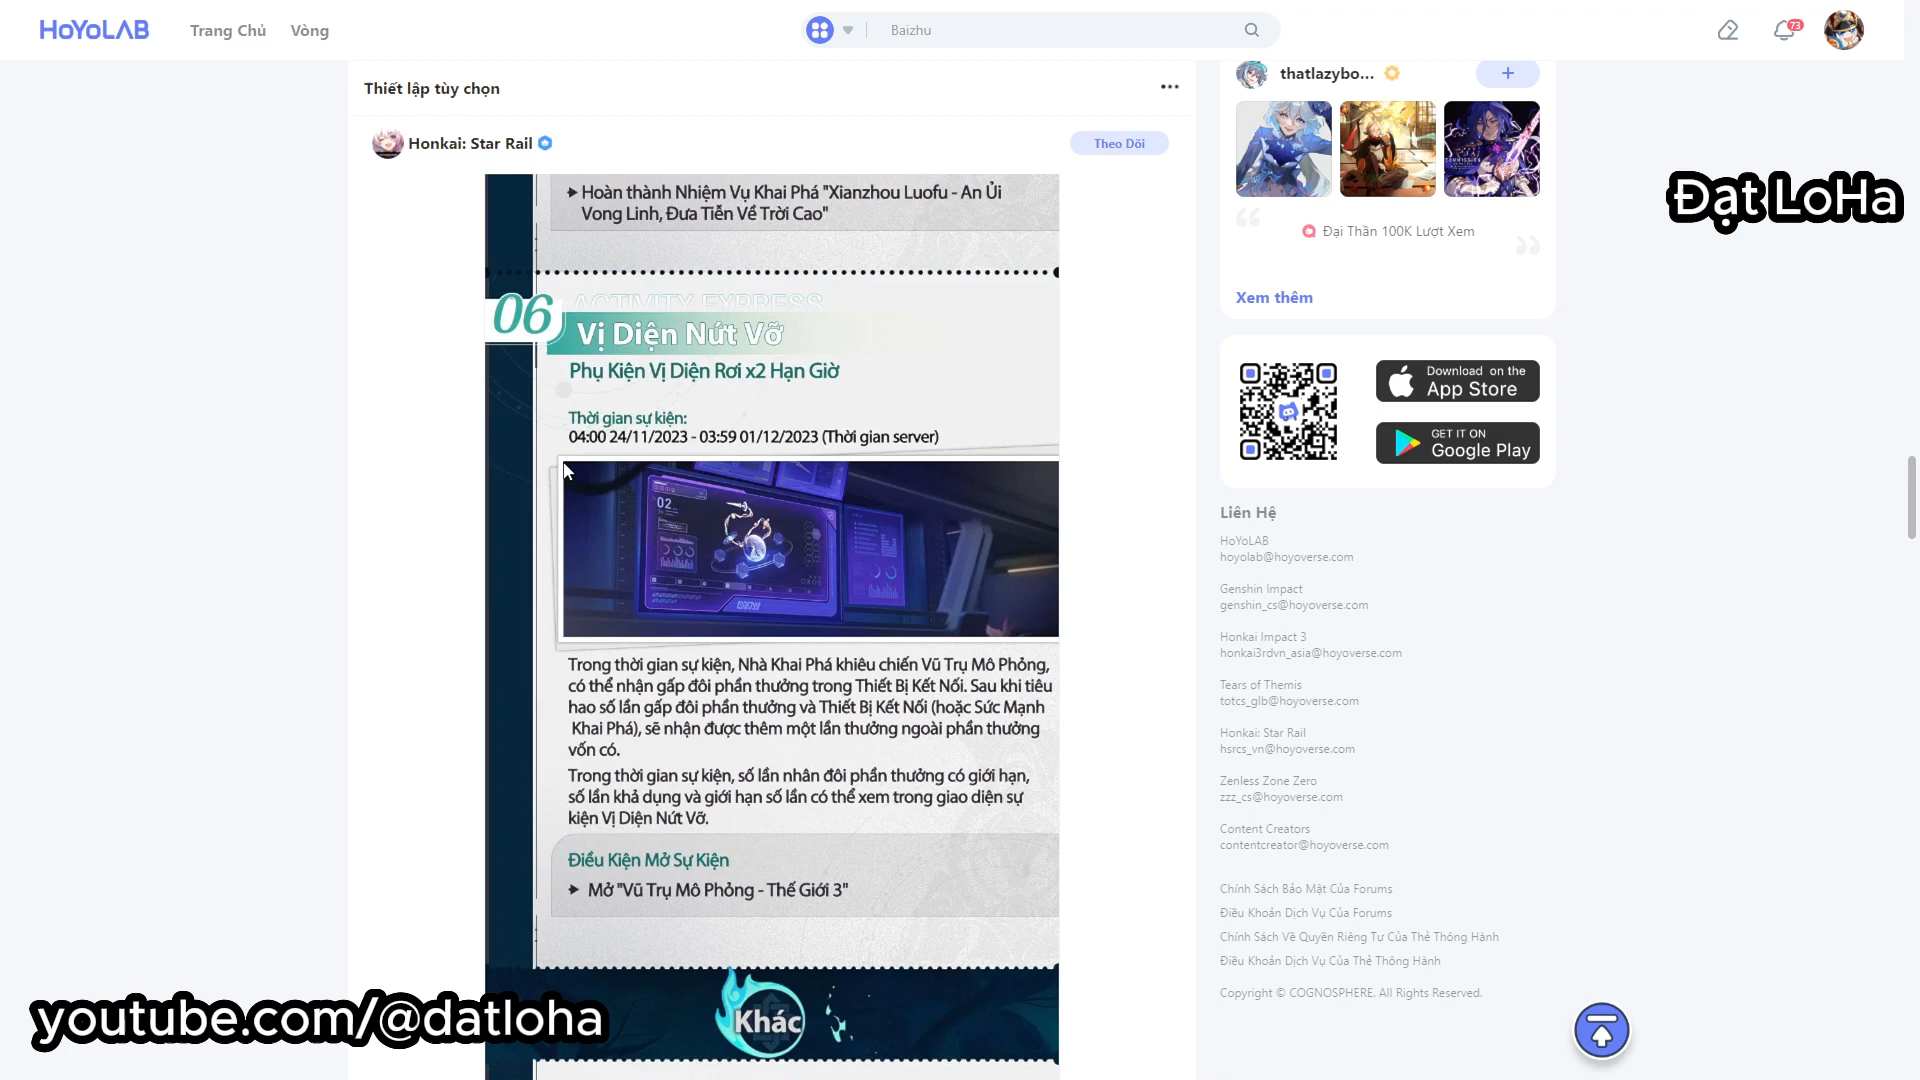 HoYoLAB
Trang Chủ
Vòng
Baizhu
73
Thiết lập tùy chọn
Honkai: Star Rail
Theo Dõi
Hoàn thành Nhiệm Vụ Khai Phá "Xianzhou Luofu - An Ủi
Vong Linh, Đưa Tiễn Về Trời Cao"
ACTIVITY EXPRESS
06
Vị Diện Nứt Vỡ
Phụ Kiện Vị Diện Rơi x2 Hạn Giờ
Thời gian sự kiện:
04:00 24/11/2023 - 03:59 01/12/2023 (Thời gian server)
02
Trong thời gian sự kiện, Nhà Khai Phá khiêu chiến Vũ Trụ Mô Phỏng,
có thể nhận gấp đôi phần thưởng trong Thiết Bị Kết Nối. Sau khi tiêu
hao số lần gấp đôi phần thưởng và Thiết Bị Kết Nối (hoặc Sức Mạnh
Khai Phá), sẽ nhận được thêm một lần thưởng ngoài phần thưởng
vốn có.
Trong thời gian sự kiện, số lần nhân đôi phần thưởng có giới hạn,
số lần khả dụng và giới hạn số lần có thể xem trong giao diện sự
kiện Vị Diện Nứt Vỡ.
Điều Kiện Mở Sự Kiện
Mở "Vũ Trụ Mô Phỏng - Thế Giới 3"
Khác
thatlazybo...
Đại Thần 100K Lượt Xem
Xem thêm
Download on the
App Store
GET IT ON
Google Play
Liên Hệ
HoYoLAB
hoyolab@hoyoverse.com
Genshin Impact
genshin_cs@hoyoverse.com
Honkai Impact 3
honkai3rdvn_asia@hoyoverse.com
Tears of Themis
totcs_glb@hoyoverse.com
Honkai: Star Rail
hsrcs_vn@hoyoverse.com
Zenless Zone Zero
zzz_cs@hoyoverse.com
Content Creators
contentcreator@hoyoverse.com
Chính Sách Bảo Mật Của Forums
Điều Khoản Dịch Vụ Của Forums
Chính Sách Về Quyền Riêng Tư Của Thẻ Thông Hành
Điều Khoản Dịch Vụ Của Thẻ Thông Hành
Copyright © COGNOSPHERE. All Rights Reserved.
Đạt LoHa
youtube.com/@datloha